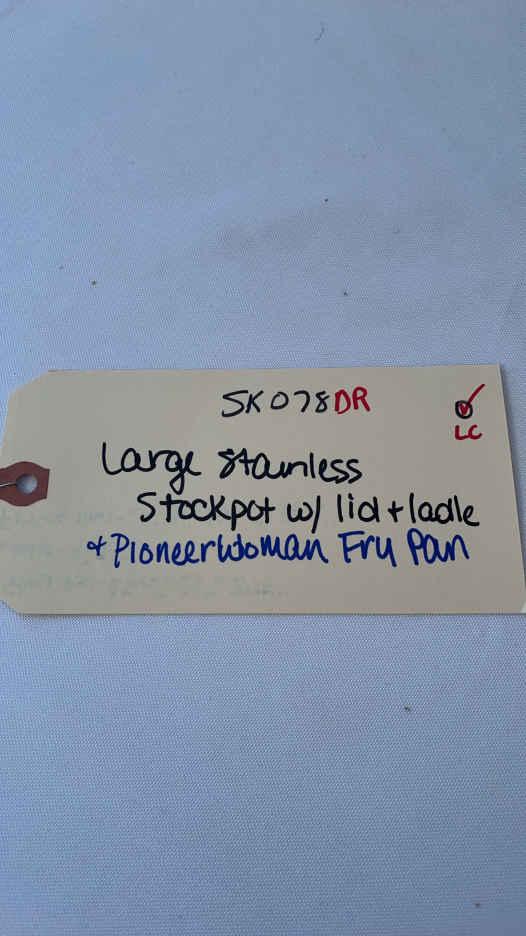 SK078DR
LC
Large Stainless
Stockpot w/ lid + ladle
+ PioneerWoman Fry Pan